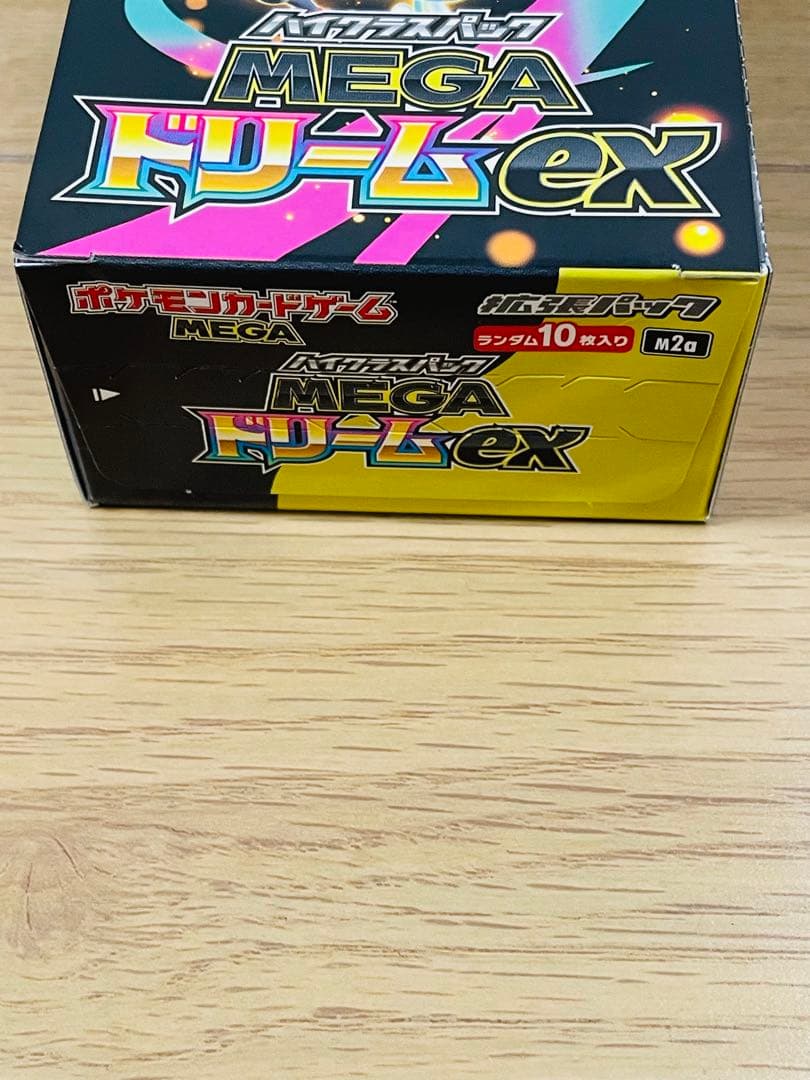 ハイクラスパック
MEGA
ドリームex
ポケモンカードゲーム
MEGA
拡張パック
ランダム10枚入り
M2a
ハイクラスパック
MEGA
ドリームex